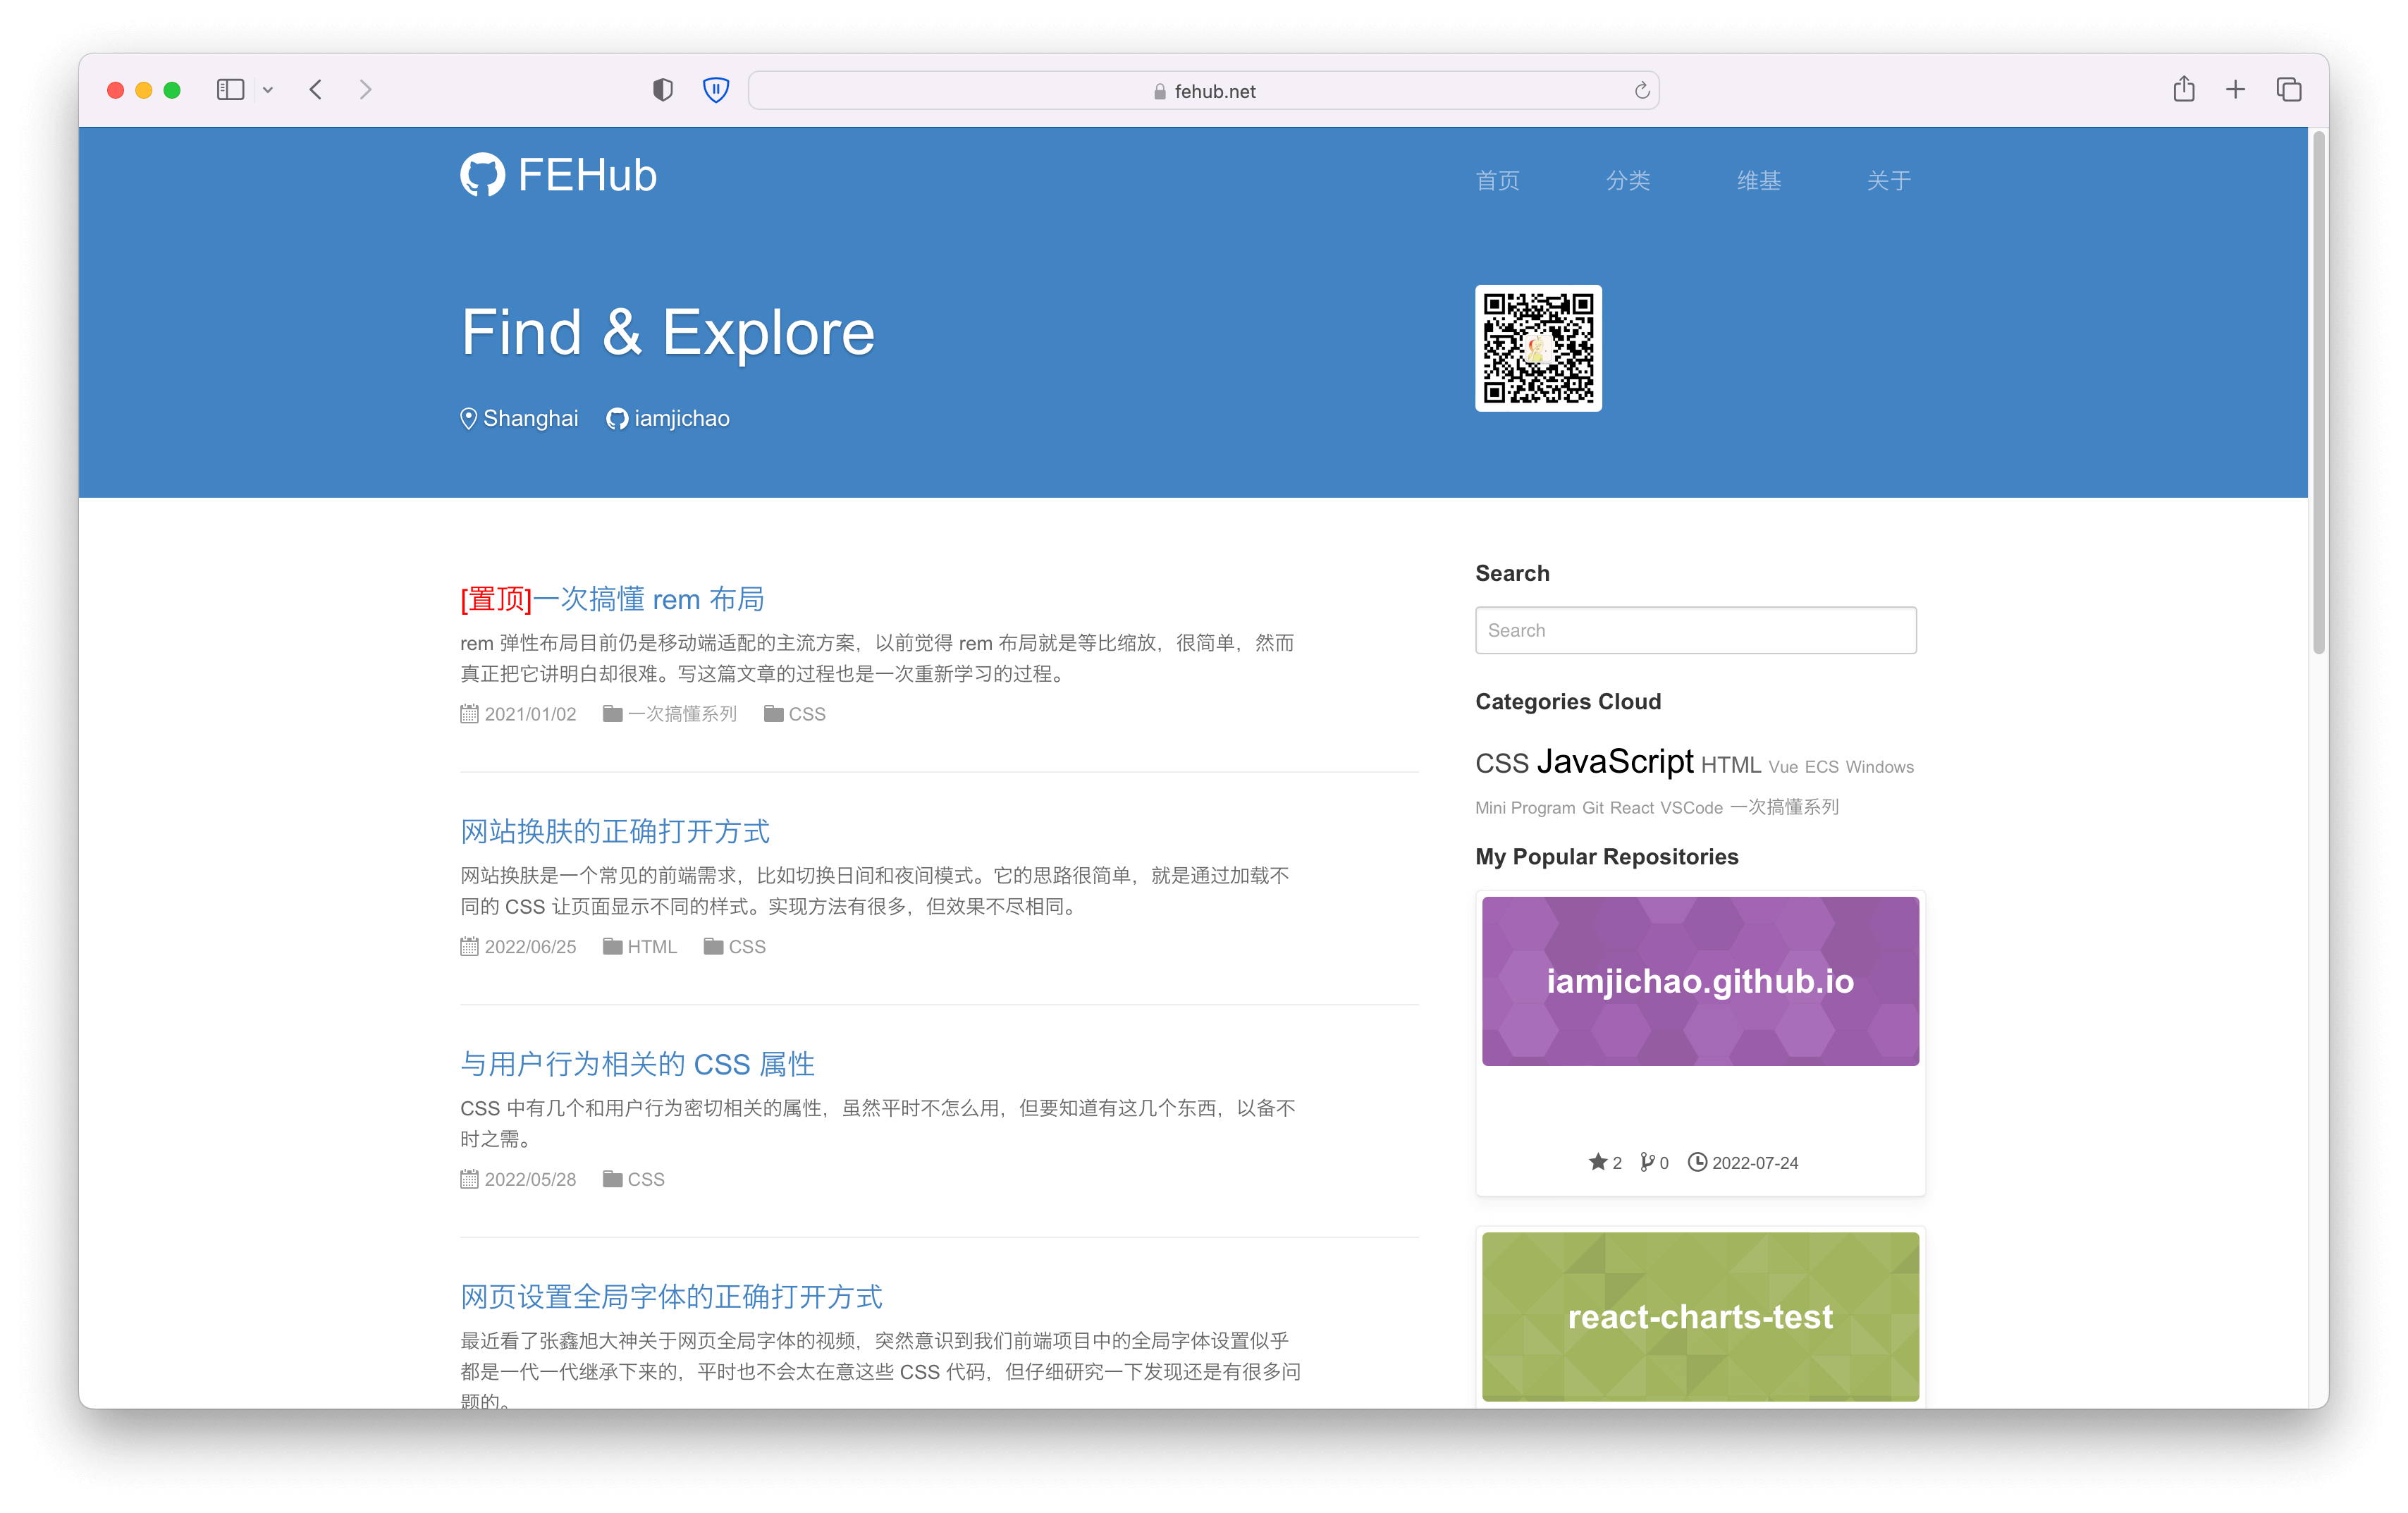 fehub.net
FEHub
首页 分类 维基 关于
Find & Explore
Shanghai iamjichao
[置顶]一次搞懂 rem 布局
rem 弹性布局目前仍是移动端适配的主流方案，以前觉得 rem 布局就是等比缩放，很简单，然而
真正把它讲明白却很难。写这篇文章的过程也是一次重新学习的过程。
2021/01/02 一次搞懂系列 CSS
网站换肤的正确打开方式
网站换肤是一个常见的前端需求，比如切换日间和夜间模式。它的思路很简单，就是通过加载不
同的 CSS 让页面显示不同的样式。实现方法有很多，但效果不尽相同。
2022/06/25 HTML CSS
与用户行为相关的 CSS 属性
CSS 中有几个和用户行为密切相关的属性，虽然平时不怎么用，但要知道有这几个东西，以备不
时之需。
2022/05/28 CSS
网页设置全局字体的正确打开方式
最近看了张鑫旭大神关于网页全局字体的视频，突然意识到我们前端项目中的全局字体设置似乎
都是一代一代继承下来的，平时也不会太在意这些 CSS 代码，但仔细研究一下发现还是有很多问
题的。
Search
Search
Categories Cloud
CSS JavaScript HTML Vue ECS Windows
Mini Program Git React VSCode 一次搞懂系列
My Popular Repositories
iamjichao.github.io
2 0 2022-07-24
react-charts-test